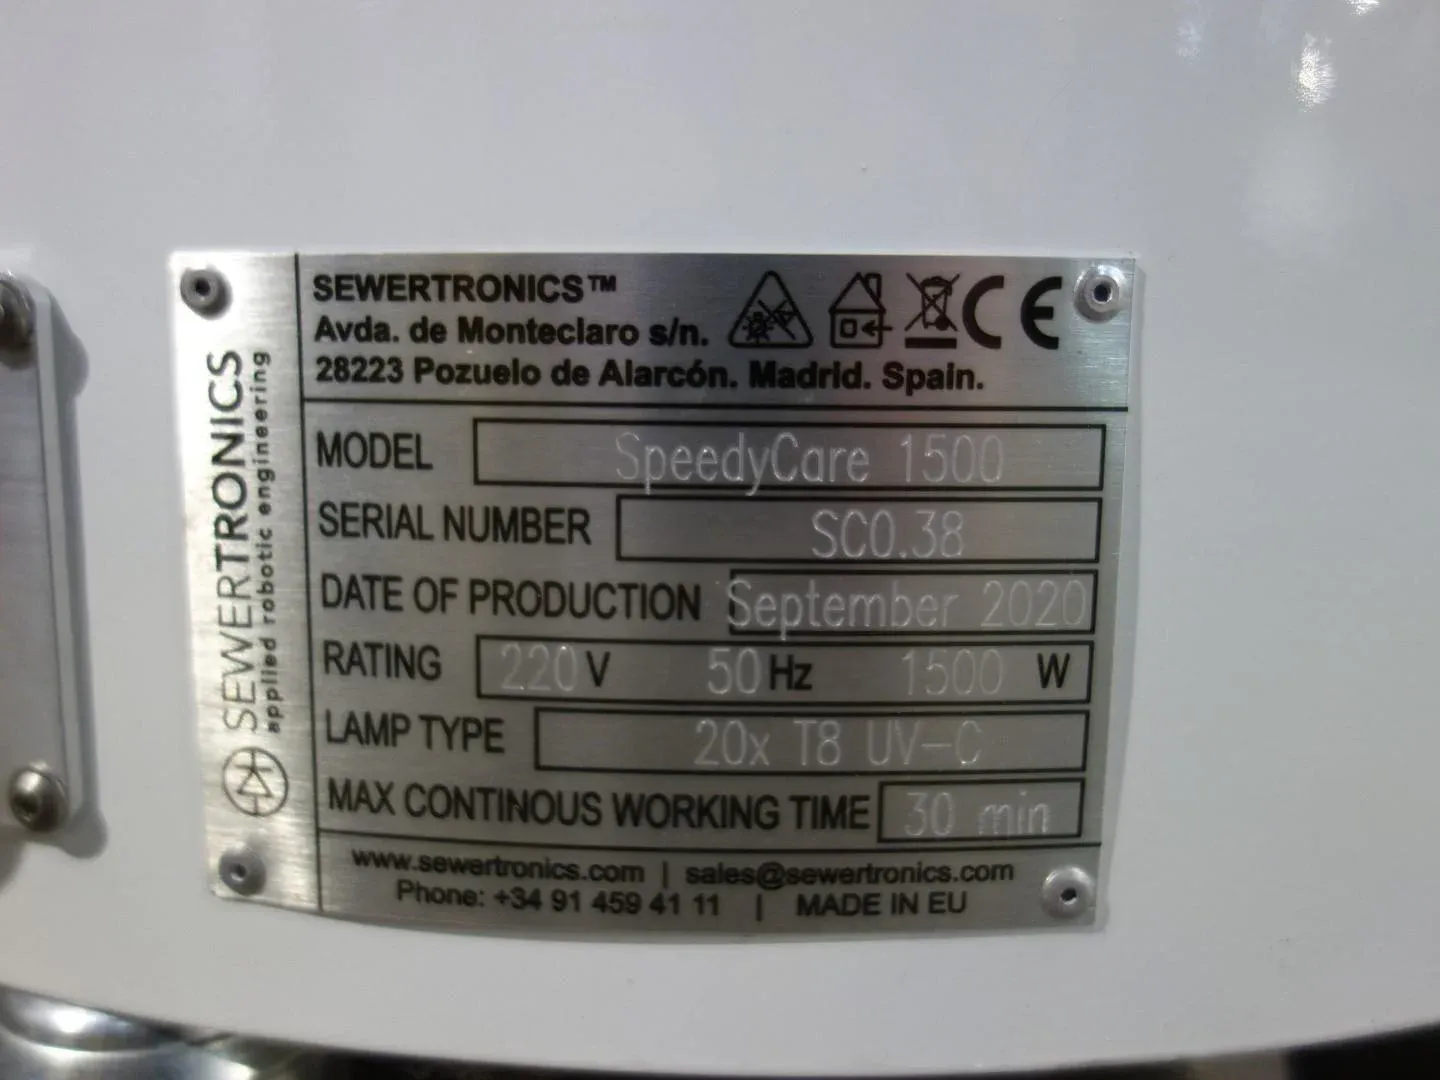 SEWERTRONICS
applied robotic engineering
SEWERTRONICS™
Avda. de Monteclaro s/n.
28223 Pozuelo de Alarcón. Madrid. Spain.
CE
MODEL SpeedyCare 1500
SERIAL NUMBER SC0.38
DATE OF PRODUCTION September 2020
RATING 220 V 50 Hz 1500 W
LAMP TYPE 20x T8 UV-C
MAX CONTINOUS WORKING TIME 30 min
www.sewertronics.com | sales@sewertronics.com
Phone: +34 91 459 41 11 | MADE IN EU